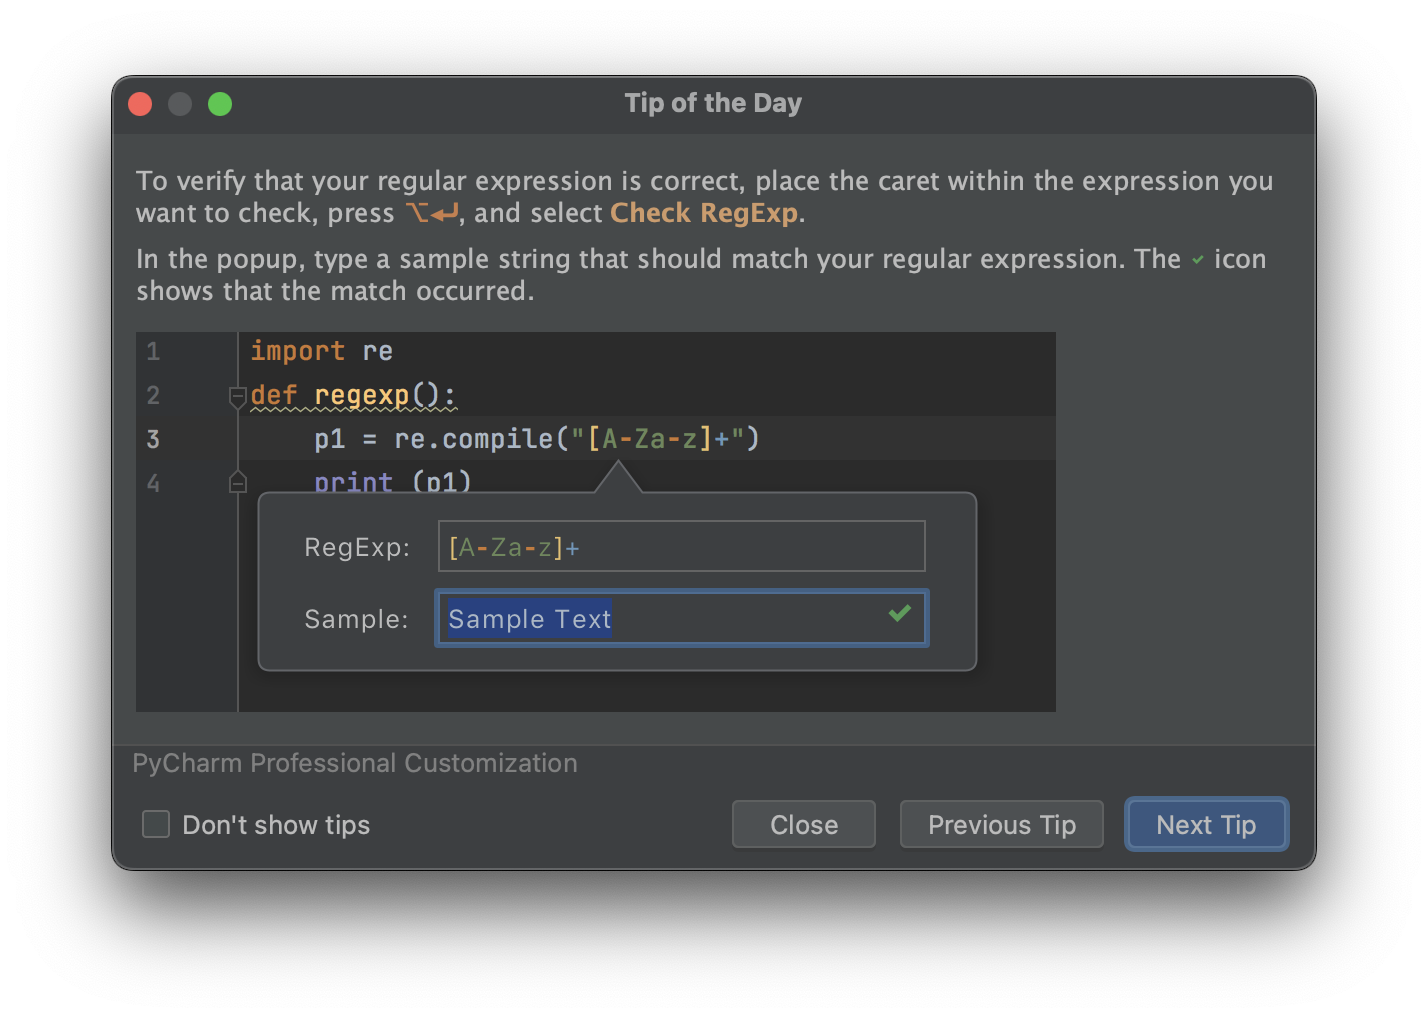 Tip of the Day
To verify that your regular expression is correct, place the caret within the expression you
want to check, press ⌥↩, and select Check RegExp.
In the popup, type a sample string that should match your regular expression. The ✓ icon
shows that the match occurred.
1 import re
2 def regexp():
3 p1 = re.compile("[A-Za-z]+")
4 print (p1)
RegExp: [A-Za-z]+
Sample: Sample Text
PyCharm Professional Customization
Don't show tips Close Previous Tip Next Tip